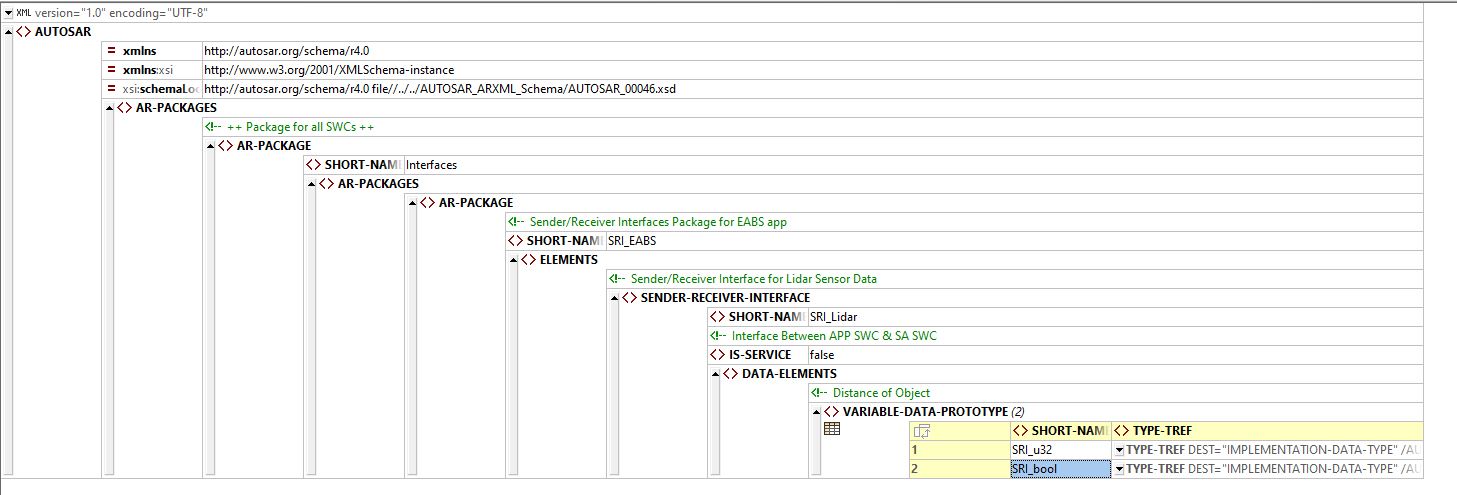 XML version="1.0" encoding="UTF-8"
<> AUTOSAR
= xmlns http://autosar.org/schema/r4.0
= xmlns:xsi http://www.w3.org/2001/XMLSchema-instance
= xsi:schemaLoc http://autosar.org/schema/r4.0 file//../../AUTOSAR_ARXML_Schema/AUTOSAR_00046.xsd
<> AR-PACKAGES
<!-- ++ Package for all SWCs ++
<> AR-PACKAGE
<> SHORT-NAM Interfaces
<> AR-PACKAGES
<> AR-PACKAGE
<!-- Sender/Receiver Interfaces Package for EABS app
<> SHORT-NAM SRI_EABS
<> ELEMENTS
<!-- Sender/Receiver Interface for Lidar Sensor Data
<> SENDER-RECEIVER-INTERFACE
<> SHORT-NAM SRI_Lidar
<!-- Interface Between APP SWC & SA SWC
<> IS-SERVICE false
<> DATA-ELEMENTS
<!-- Distance of Object
<> VARIABLE-DATA-PROTOTYPE (2)
<> SHORT-NAM <> TYPE-TREF
1 SRI_u32 TYPE-TREF DEST="IMPLEMENTATION-DATA-TYPE" /AU
2 SRI_bool TYPE-TREF DEST="IMPLEMENTATION-DATA-TYPE" /AU